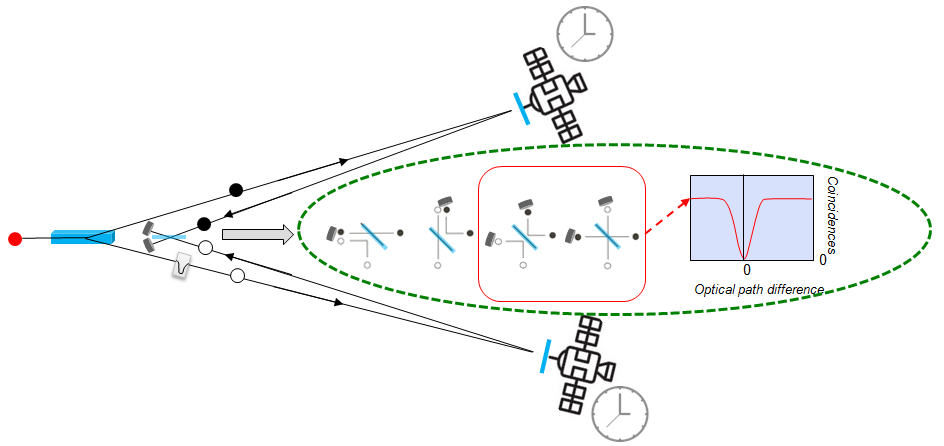 Coincidences
0
0
Optical path difference